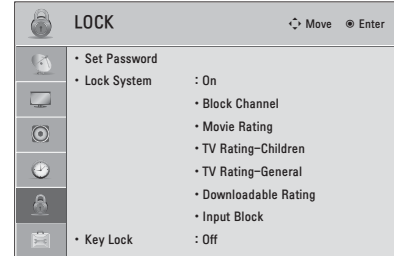 LOCK Move Enter
• Set Password
• Lock System : On
• Block Channel
• Movie Rating
• TV Rating-Children
• TV Rating-General
• Downloadable Rating
• Input Block
• Key Lock : Off